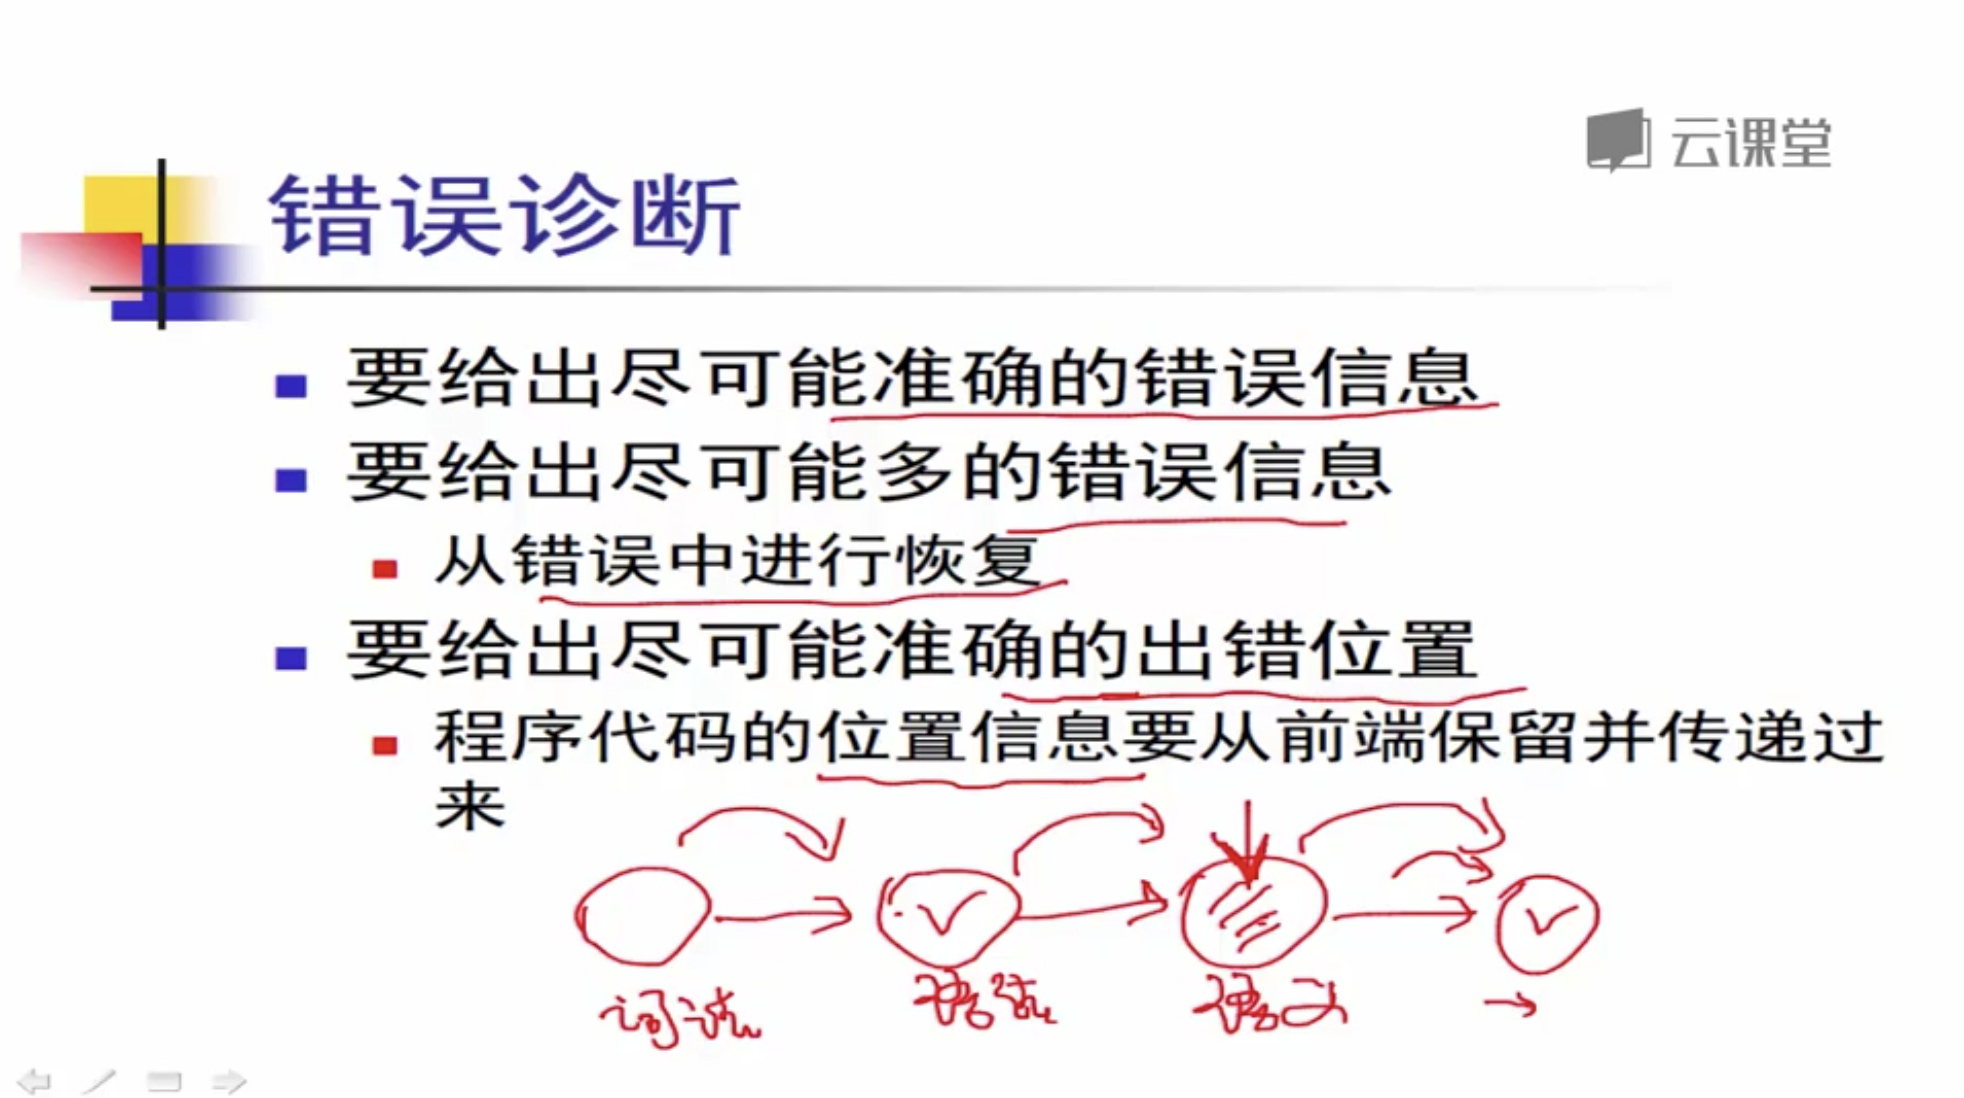 云课堂
错误诊断
要给出尽可能准确的错误信息
要给出尽可能多的错误信息
从错误中进行恢复
要给出尽可能准确的出错位置
程序代码的位置信息要从前端保留并传递过
来
词法 语法 语义